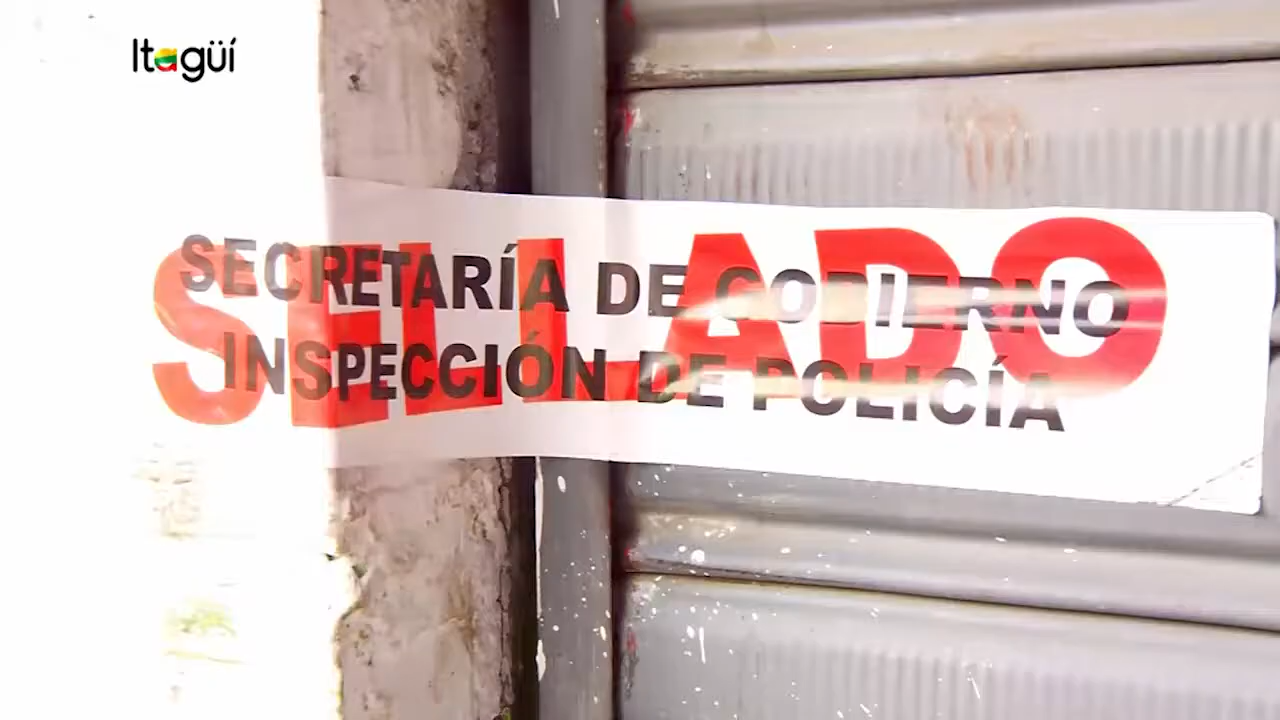 Itagüí
SECRETARÍA DE GOBIERNO
SELLADO
INSPECCIÓN DE POLICÍA